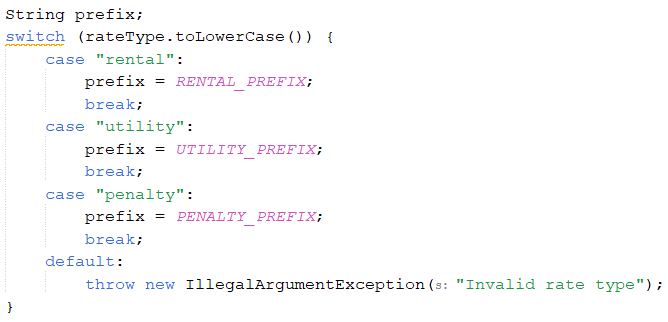 String prefix;
switch (rateType.toLowerCase()) {
    case "rental":
        prefix = RENTAL_PREFIX;
        break;
    case "utility":
        prefix = UTILITY_PREFIX;
        break;
    case "penalty":
        prefix = PENALTY_PREFIX;
        break;
    default:
        throw new IllegalArgumentException(s: "Invalid rate type");
}